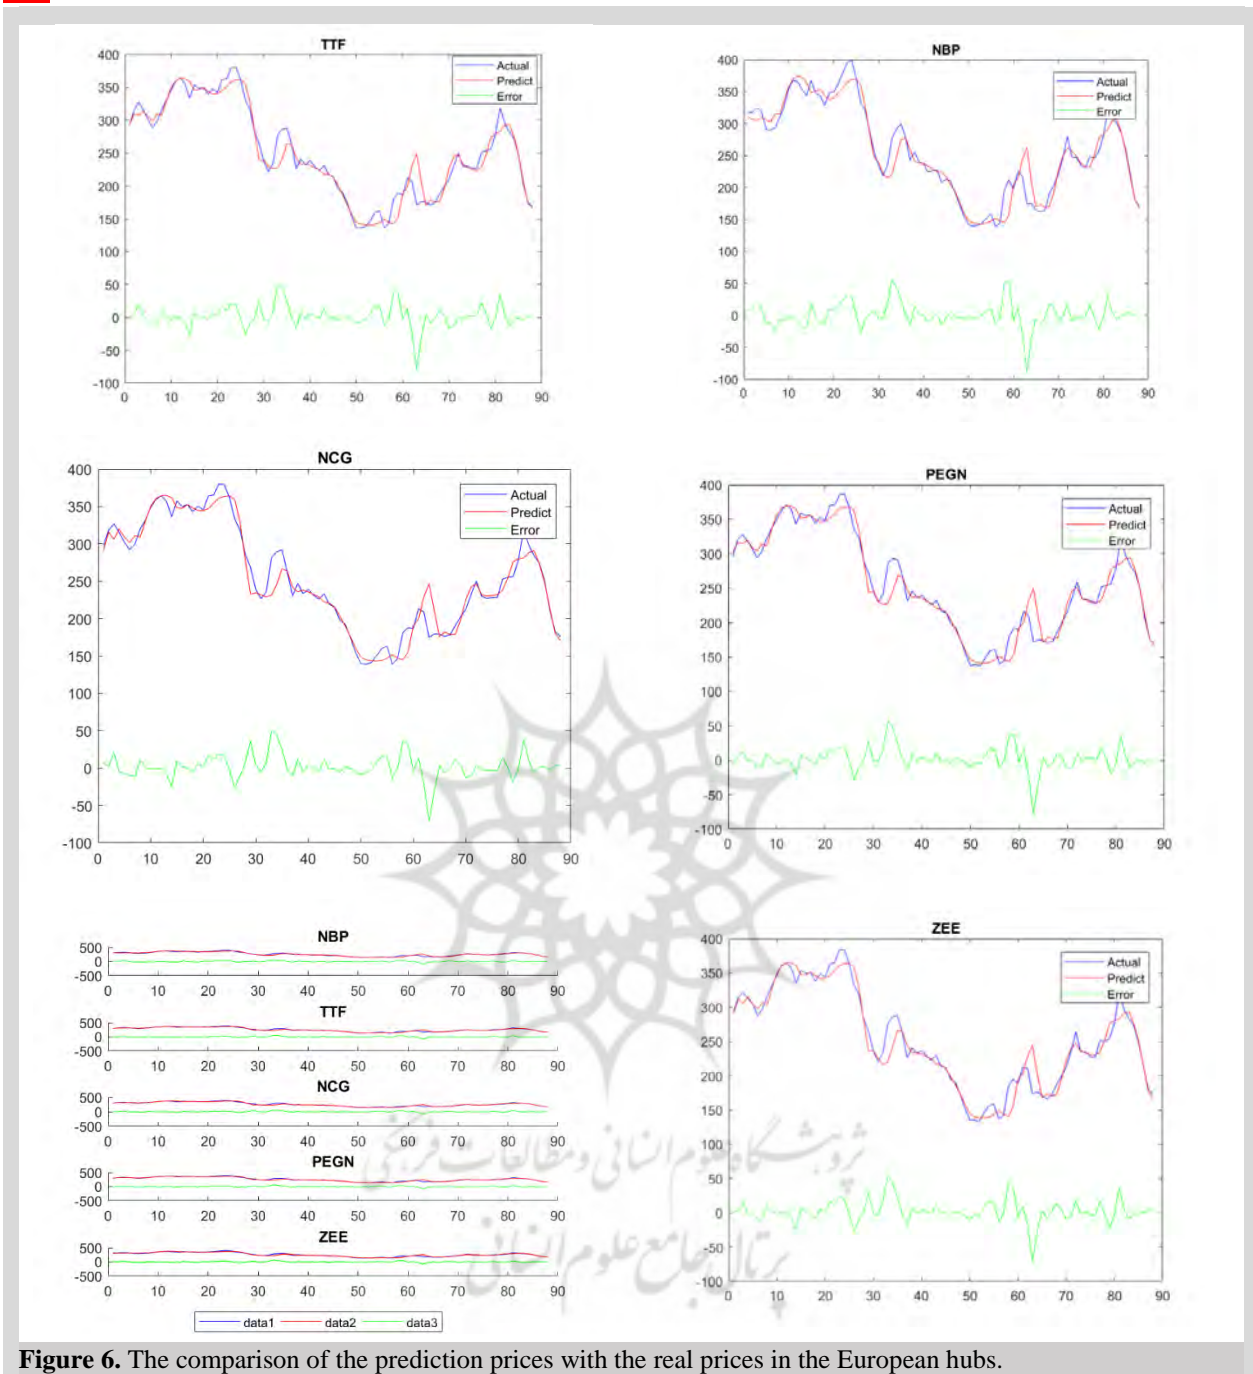 TTF
400
350
300
250
200
150
100
50
0
-50
-100
0 10 20 30 40 50 60 70 80 90
Actual
Predict
Error
NBP
400
350
300
250
200
150
100
50
0
-50
-100
0 10 20 30 40 50 60 70 80 90
Actual
Predict
Error
NCG
400
350
300
250
200
150
100
50
0
-50
-100
0 10 20 30 40 50 60 70 80 90
Actual
Predict
Error
PEGN
400
350
300
250
200
150
100
50
0
-50
-100
0 10 20 30 40 50 60 70 80 90
Actual
Predict
Error
NBP
500
0
-500
0 10 20 30 40 50 60 70 80 90
TTF
500
0
-500
0 10 20 30 40 50 60 70 80 90
NCG
500
0
-500
0 10 20 30 40 50 60 70 80 90
PEGN
500
0
-500
0 10 20 30 40 50 60 70 80 90
ZEE
500
0
-500
0 10 20 30 40 50 60 70 80 90
data1 data2 data3
ZEE
400
350
300
250
200
150
100
50
0
-50
-100
0 10 20 30 40 50 60 70 80 90
Actual
Predict
Error
پژوهشگاه علوم انسانی و مطالعات فرهنگی
پرتال جامع علوم انسانی
Figure 6. The comparison of the prediction prices with the real prices in the European hubs.